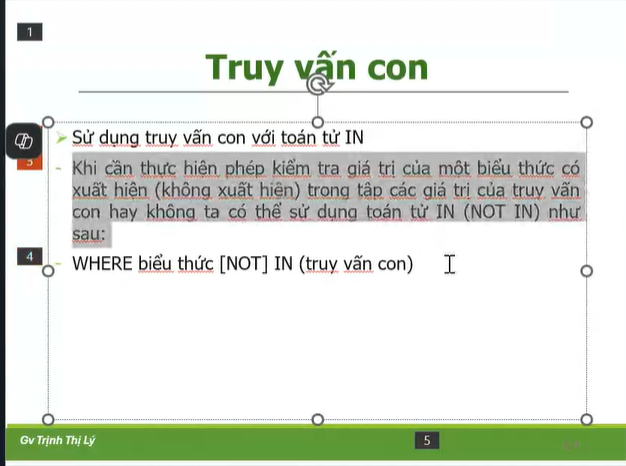 1
Truy vấn con
Sử dụng truy vấn con với toán tử IN
3
- Khi cần thực hiện phép kiểm tra giá trị của một biểu thức có
xuất hiện (không xuất hiện) trong tập các giá trị của truy vấn
con hay không ta có thể sử dụng toán tử IN (NOT IN) như
sau:
4
- WHERE biểu thức [NOT] IN (truy vấn con)
Gv Trịnh Thị Lý
5